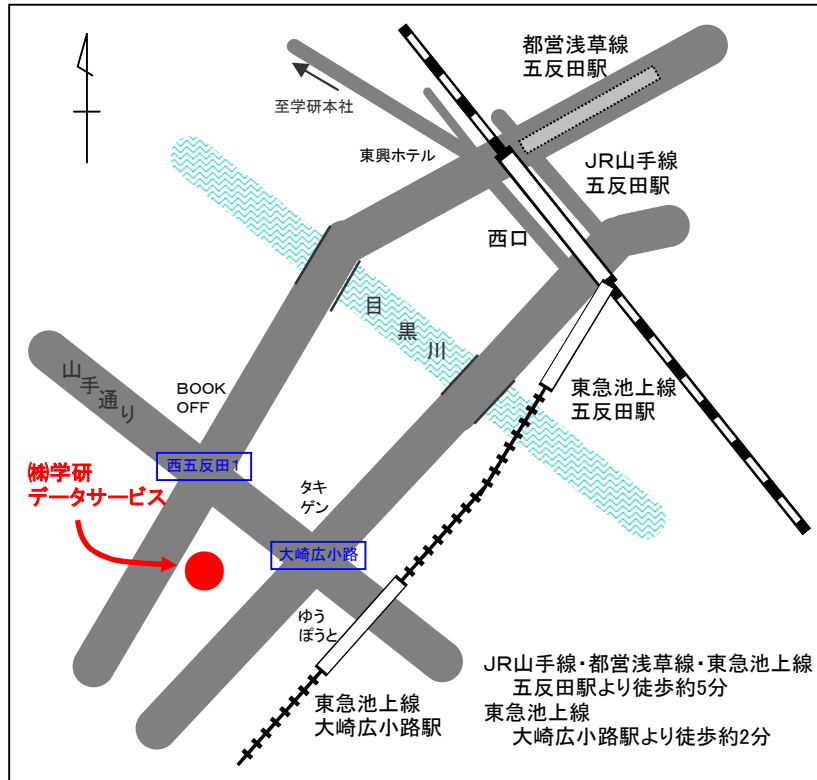 都営浅草線
五反田駅
至学研本社
東興ホテル
JR山手線
五反田駅
西口
目黒川
山手通り
BOOK
OFF
東急池上線
五反田駅
西五反田1
㈱学研
データサービス
タキ
ゲン
大崎広小路
ゆう
ぽうと
東急池上線
大崎広小路駅
JR山手線・都営浅草線・東急池上線
五反田駅より徒歩約5分
東急池上線
大崎広小路駅より徒歩約2分